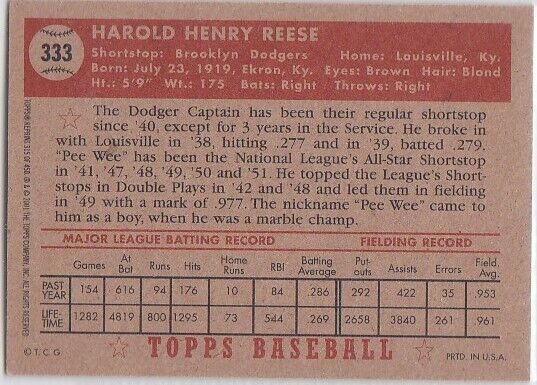 333
HAROLD HENRY REESE
Shortstop: Brooklyn Dodgers Home: Louisville, Ky.
Born: July 23, 1919, Ekron, Ky. Eyes: Brown Hair: Blond
Ht.: 5'9" Wt.: 175 Bats: Right Throws: Right
The Dodger Captain has been their regular shortstop
since '40, except for 3 years in the Service. He broke in
with Louisville in '38, hitting .277 and in '39, batted .279.
"Pee Wee" has been the National League's All-Star Shortstop
in '41, '47, '48, '49, '50 and '51. He topped the League's Short-
stops in Double Plays in '42 and '48 and led them in fielding
in '49 with a mark of .977. The nickname "Pee Wee" came to
him as a boy, when he was a marble champ.
MAJOR LEAGUE BATTING RECORD FIELDING RECORD
Games At Bat Runs Hits Home Runs RBI Batting Average Put-outs Assists Errors Field. Avg.
PAST YEAR 154 616 94 176 10 84 .286 292 422 35 .953
LIFE-TIME 1282 4819 800 1295 73 544 .269 2658 3840 261 .961
© T.C.G TOPPS BASEBALL PRTD. IN U.S.A.